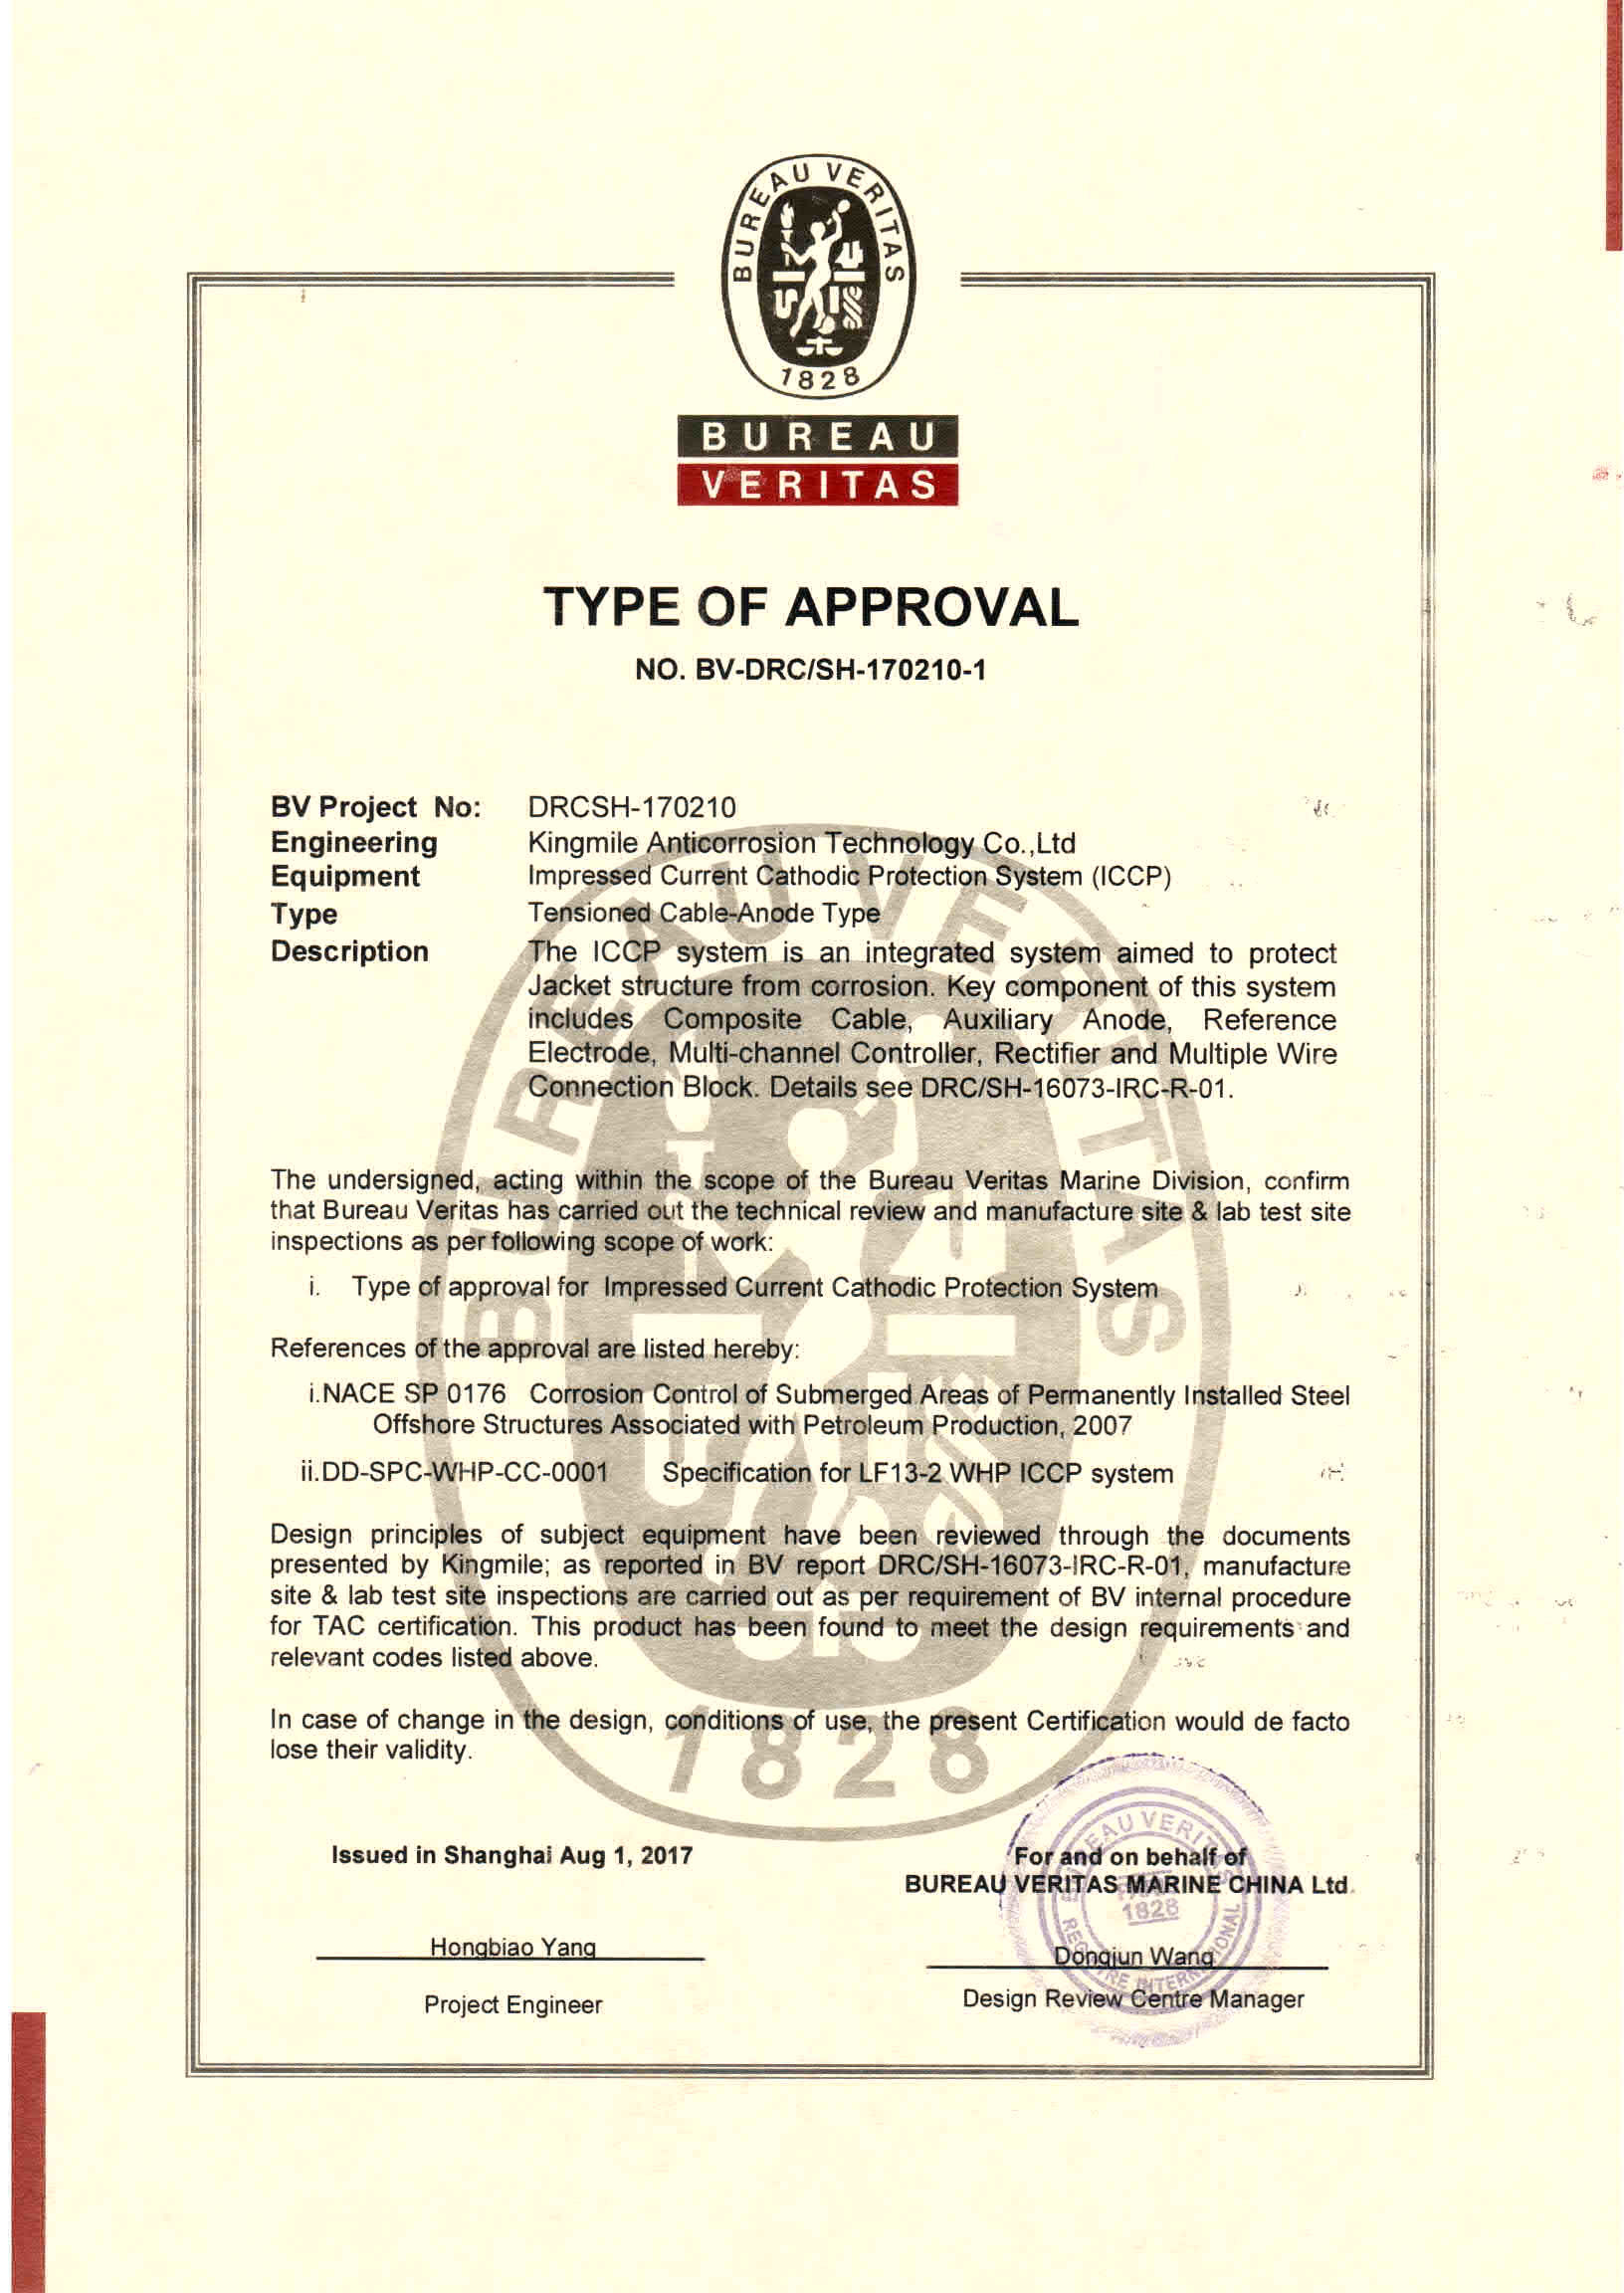 BUREAU VERITAS
1828
BUREAU
VERITAS
TYPE OF APPROVAL
NO. BV-DRC/SH-170210-1
BV Project No: DRCSH-170210
Engineering Kingmile Anticorrosion Technology Co.,Ltd
Equipment Impressed Current Cathodic Protection System (ICCP)
Type Tensioned Cable-Anode Type
Description The ICCP system is an integrated system aimed to protect
Jacket structure from corrosion. Key component of this system
includes Composite Cable, Auxiliary Anode, Reference
Electrode, Multi-channel Controller, Rectifier and Multiple Wire
Connection Block. Details see DRC/SH-16073-IRC-R-01.
The undersigned, acting within the scope of the Bureau Veritas Marine Division, confirm
that Bureau Veritas has carried out the technical review and manufacture site & lab test site
inspections as per following scope of work:
i. Type of approval for Impressed Current Cathodic Protection System
References of the approval are listed hereby:
i.NACE SP 0176 Corrosion Control of Submerged Areas of Permanently Installed Steel
Offshore Structures Associated with Petroleum Production, 2007
ii.DD-SPC-WHP-CC-0001 Specification for LF13-2 WHP ICCP system
Design principles of subject equipment have been reviewed through the documents
presented by Kingmile; as reported in BV report DRC/SH-16073-IRC-R-01, manufacture
site & lab test site inspections are carried out as per requirement of BV internal procedure
for TAC certification. This product has been found to meet the design requirements and
relevant codes listed above.
In case of change in the design, conditions of use, the present Certification would de facto
lose their validity.
BUREAU VERITAS
1828
Issued in Shanghai Aug 1, 2017
For and on behalf of
BUREAU VERITAS MARINE CHINA Ltd.
BUREAU VERITAS
1828
REGISTRE INTERNATIONAL
Hongbiao Yang
Dongjun Wang
Project Engineer
Design Review Centre Manager